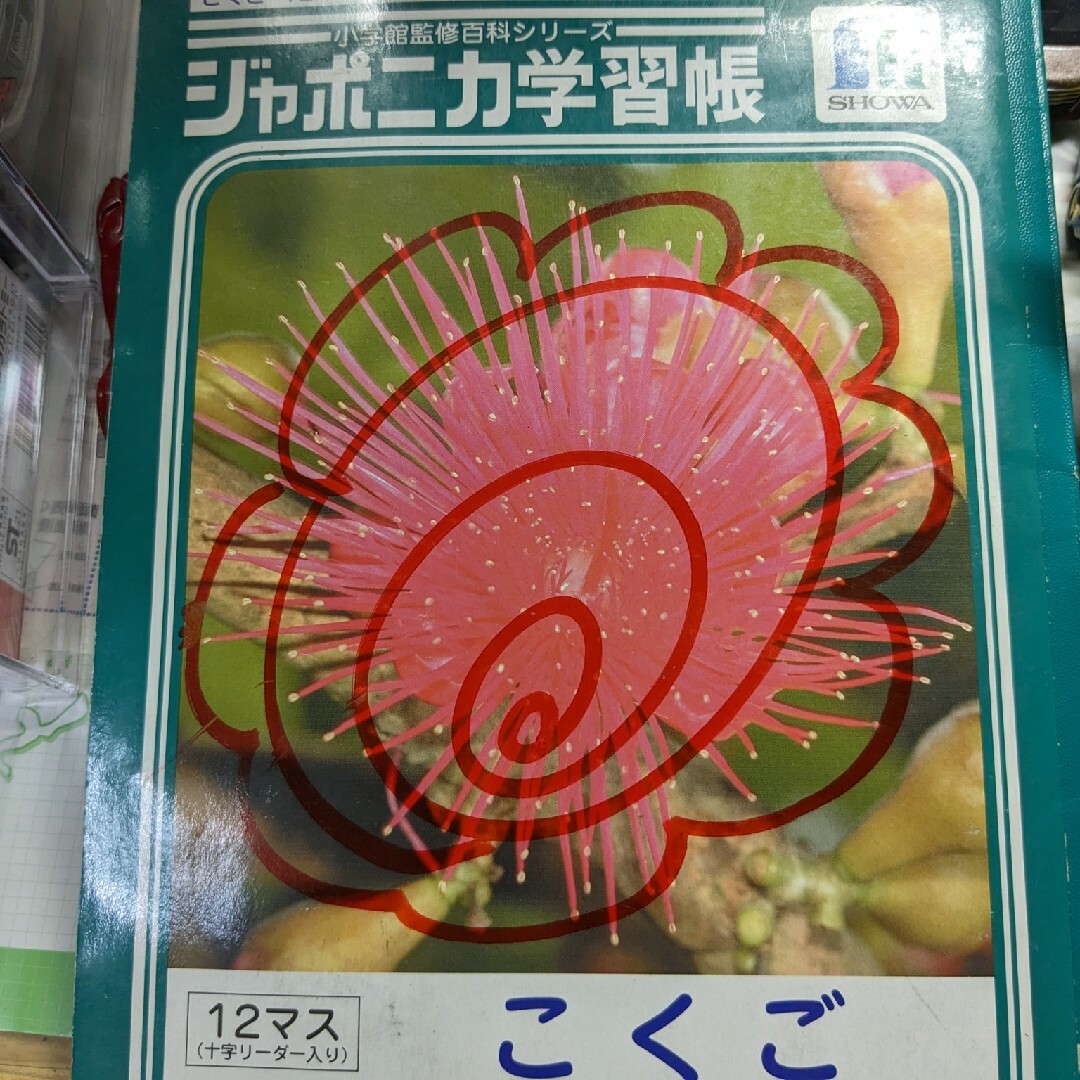 小学館監修百科シリーズ
ジャポニカ学習帳
SHOWA
12マス
(十字リーダー入り)
こくご
ST